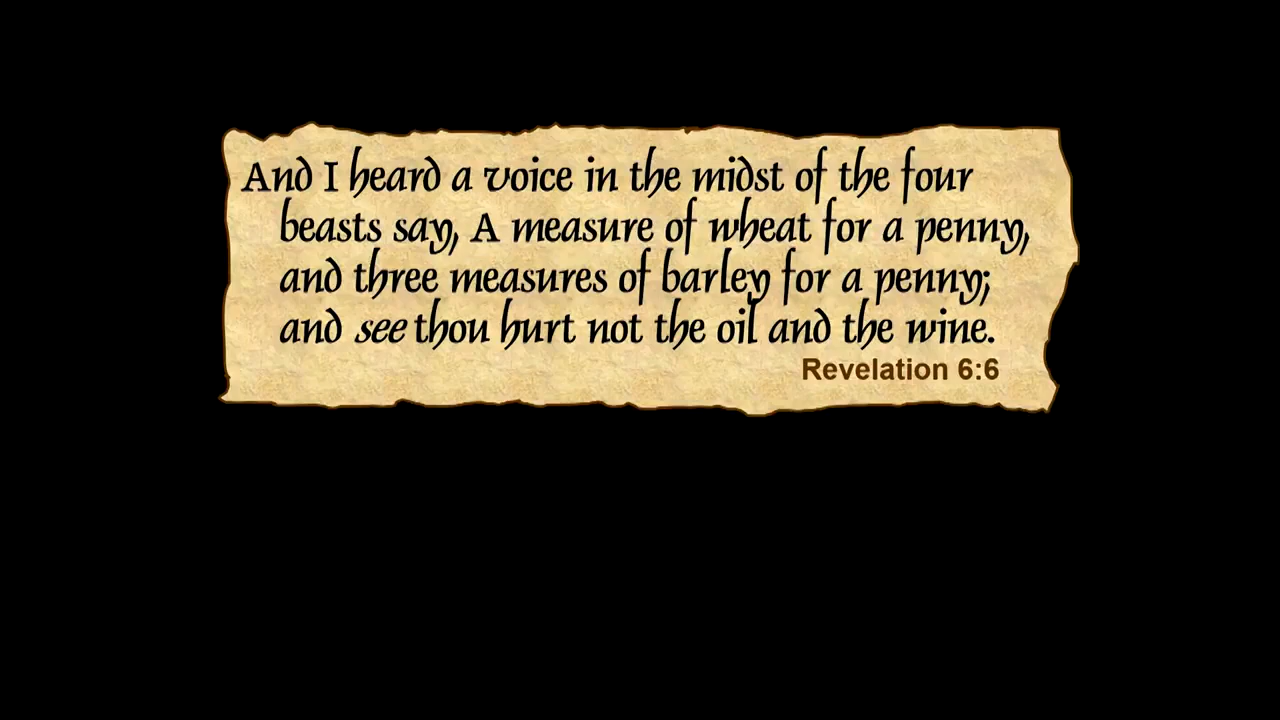 And I heard a voice in the midst of the four
beasts say, A measure of wheat for a penny,
and three measures of barley for a penny;
and see thou hurt not the oil and the wine.
Revelation 6:6